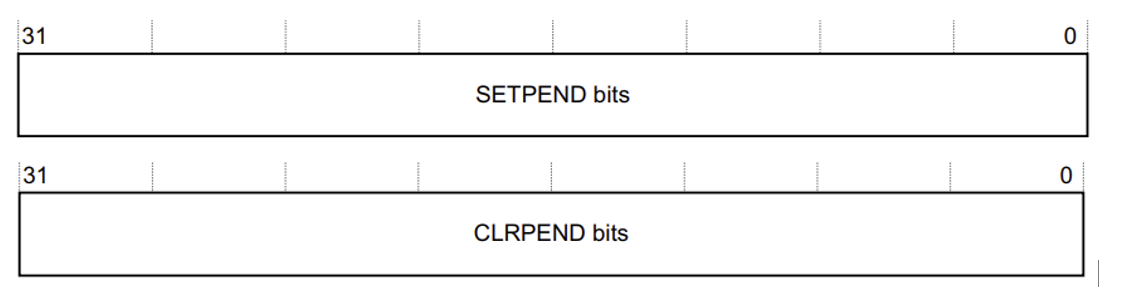 31 0
SETPEND bits
31 0
CLRPEND bits